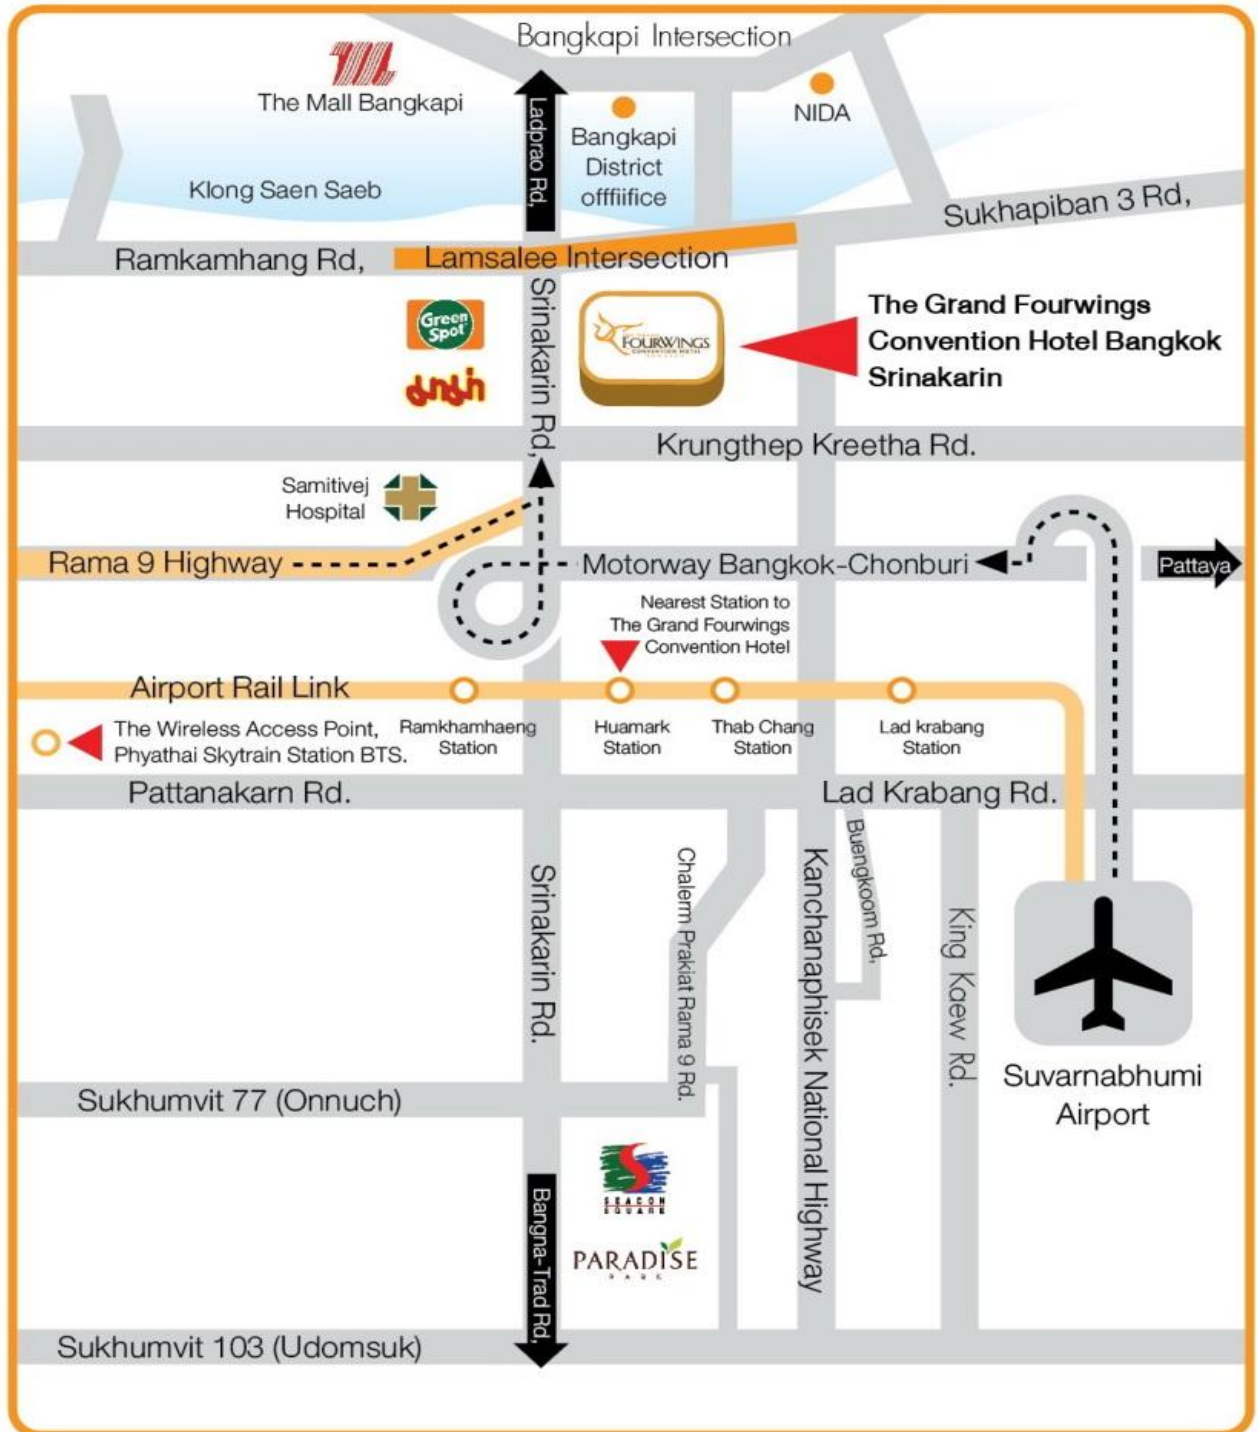 Bangkapi Intersection
The Mall Bangkapi
Ladprao Rd,
Bangkapi
District
offfiifice
NIDA
Klong Saen Saeb
Sukhapiban 3 Rd,
Ramkamhang Rd,
Lamsalee Intersection
Green
Spot
Srinakarin Rd,
FOURWINGS
CONVENTION HOTEL
The Grand Fourwings
Convention Hotel Bangkok
Srinakarin
Krungthep Kreetha Rd.
Samitivej
Hospital
Rama 9 Highway
Motorway Bangkok-Chonburi
Pattaya
Nearest Station to
The Grand Fourwings
Convention Hotel
Airport Rail Link
The Wireless Access Point,
Phyathai Skytrain Station BTS.
Ramkhamhaeng
Station
Huamark
Station
Thab Chang
Station
Lad krabang
Station
Pattanakarn Rd.
Lad Krabang Rd.
Srinakarin Rd.
Chalerm Prakiat Rama 9 Rd.
Kanchanaphisek National Highway
Buengkoom Rd,
King Kaew Rd.
Suvarnabhumi
Airport
Sukhumvit 77 (Onnuch)
SEACON
SQUARE
PARADISE
PARK
Bangna-Trad Rd,
Sukhumvit 103 (Udomsuk)